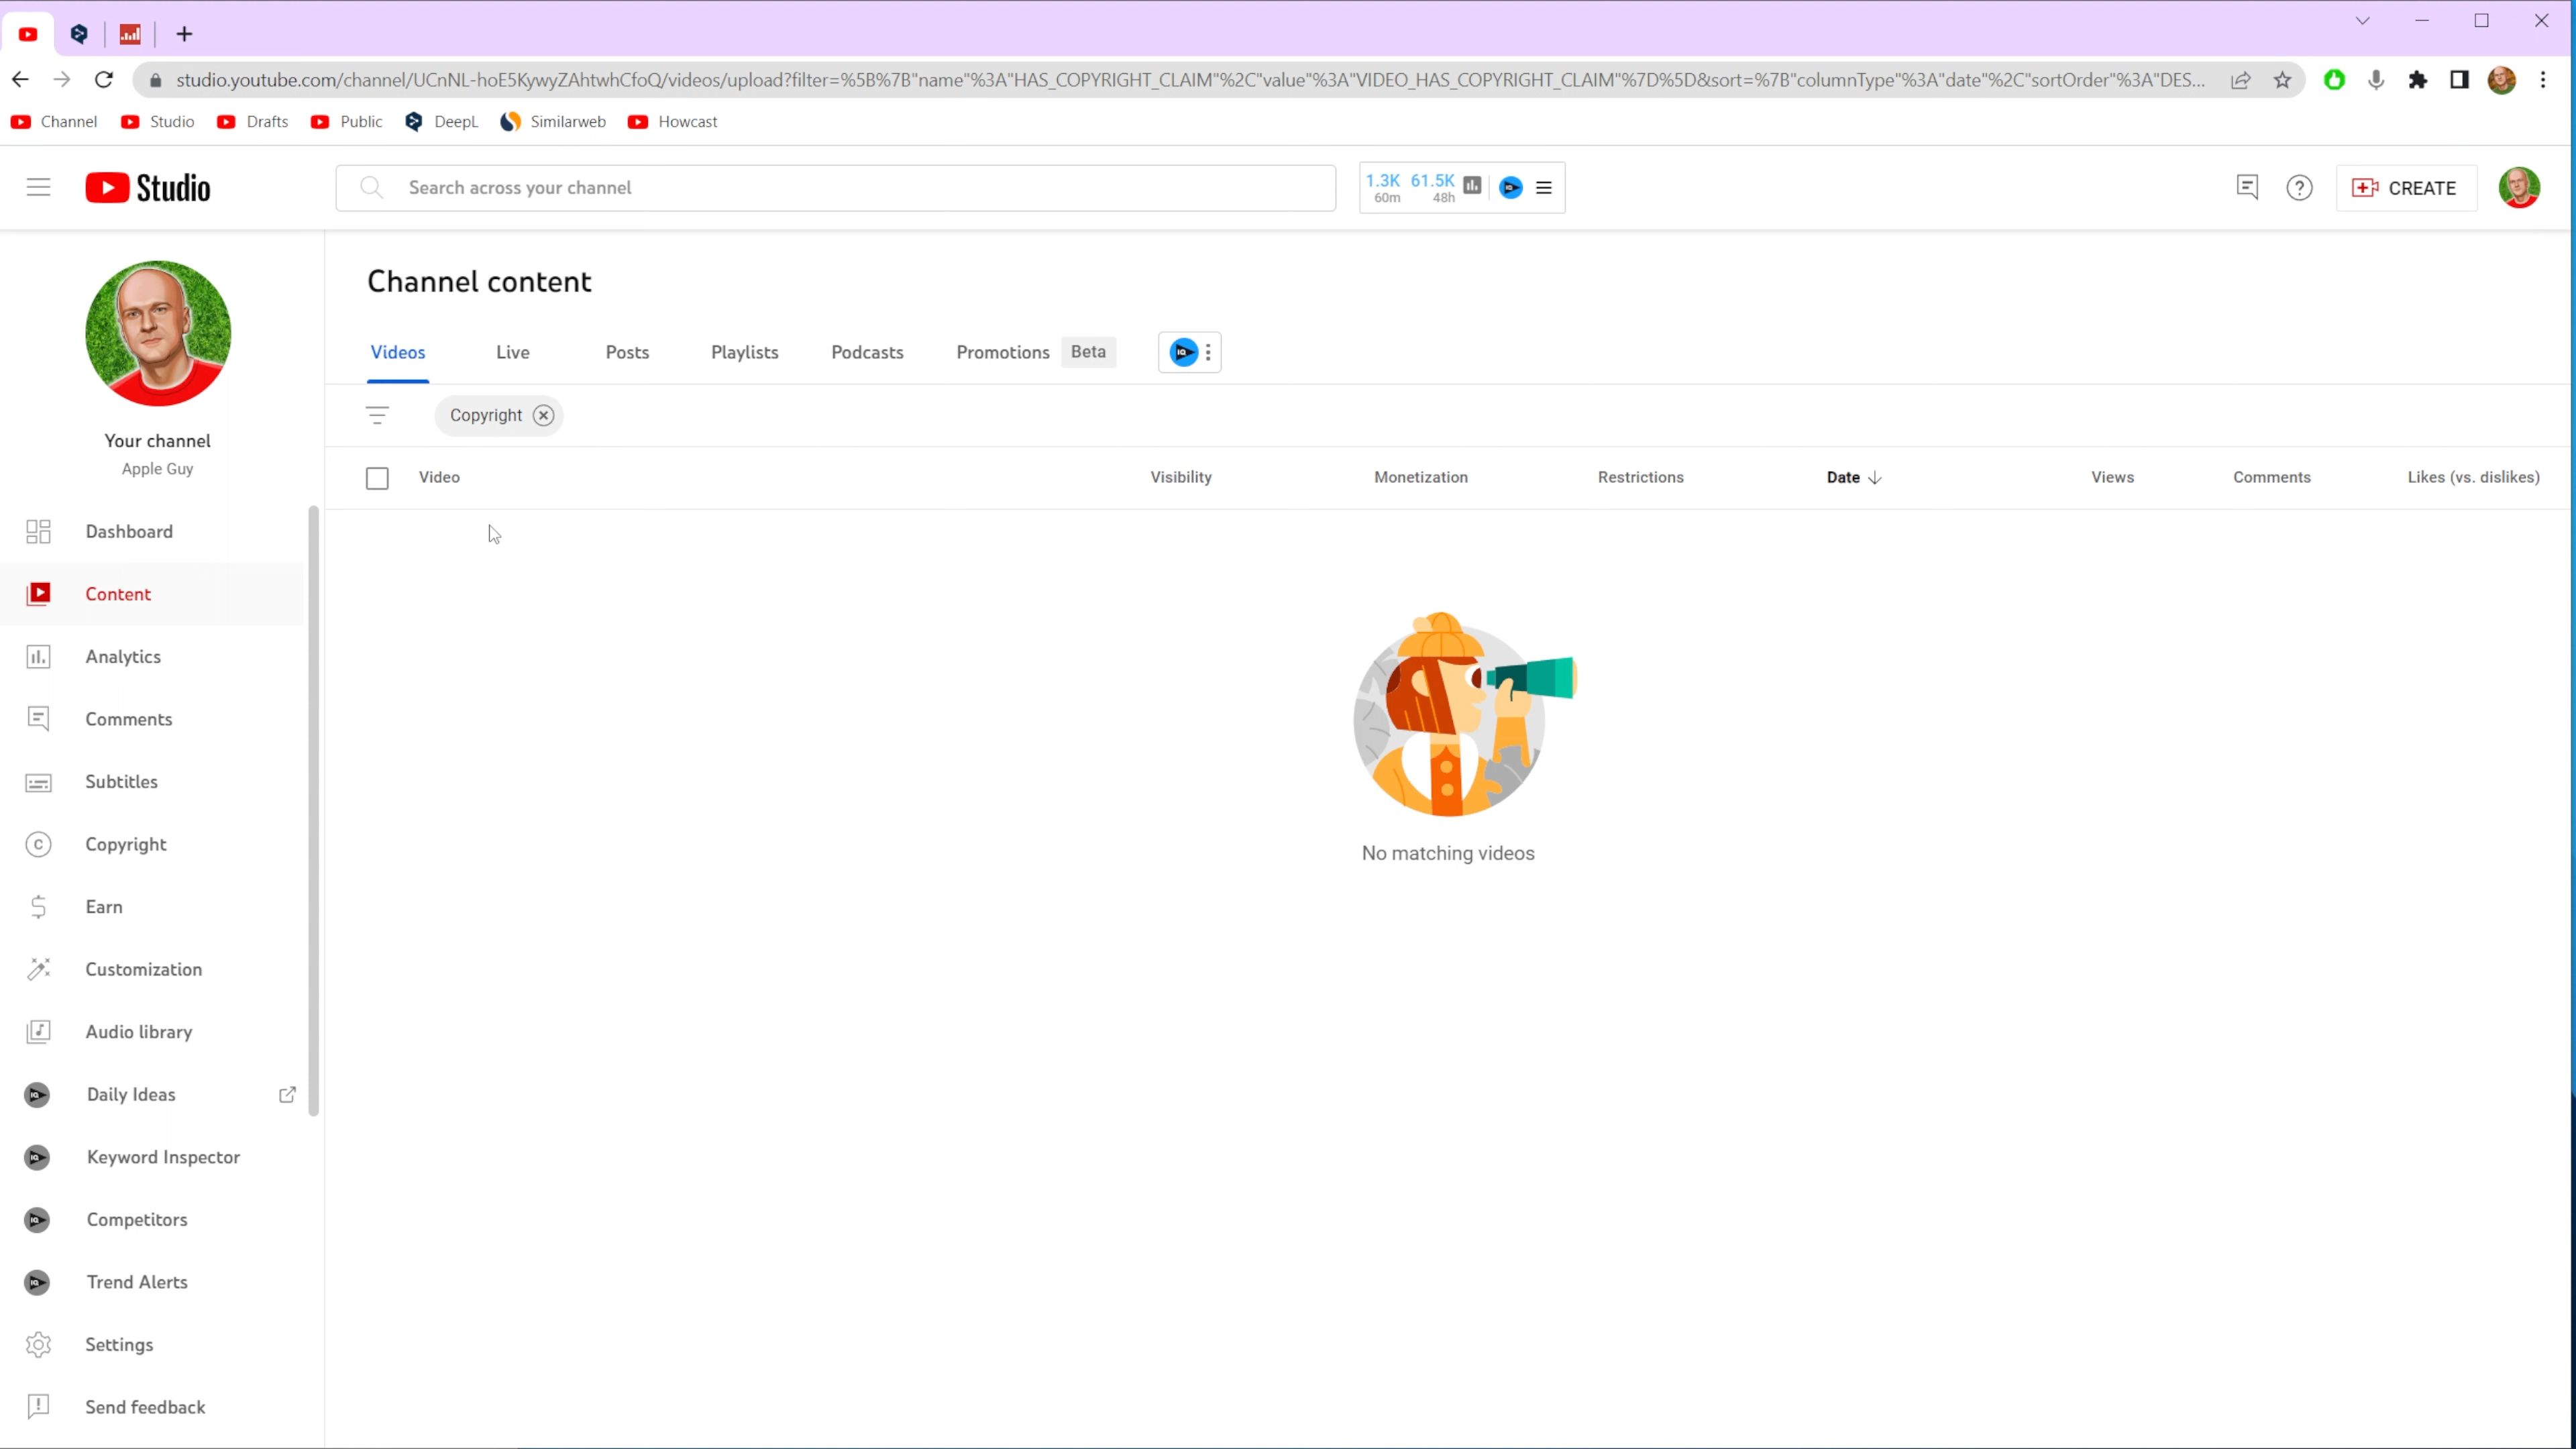 studio.youtube.com/channel/UCnNL-hoE5KywyZAhtwhCfoQ/videos/upload?filter=%5B%7B"name"%3A"HAS_COPYRIGHT_CLAIM"%2C"value"%3A"VIDEO_HAS_COPYRIGHT_CLAIM"%7D%5D&sort=%7B"columnType"%3A"date"%2C"sortOrder"%3A"DES...
Channel Studio Drafts Public DeepL Similarweb Howcast
Studio
Search across your channel
1.3K 61.5K
60m 48h
CREATE
Channel content
Videos Live Posts Playlists Podcasts Promotions Beta
Copyright
Your channel
Apple Guy
Video Visibility Monetization Restrictions Date Views Comments Likes (vs. dislikes)
Dashboard
Content
Analytics
Comments
Subtitles
Copyright
Earn
Customization
Audio library
Daily Ideas
Keyword Inspector
Competitors
Trend Alerts
Settings
Send feedback
No matching videos